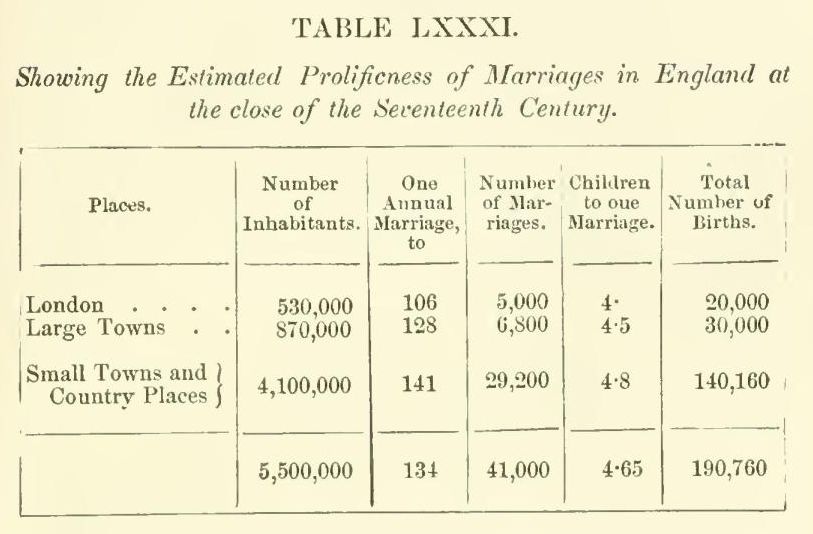 TABLE LXXXI.
Showing the Estimated Prolificness of Marriages in England at
the close of the Seventeenth Century.
Places. Number of Inhabitants. One Annual Marriage, to Number of Mar- riages. Children to oue Marriage. Total Number of Births.
London . . . . 530,000 106 5,000 4· 20,000
Large Towns . . 870,000 128 6,800 4·5 30,000
Small Towns and
Country Places } 4,100,000 141 29,200 4·8 140,160
5,500,000 134 41,000 4·65 190,760